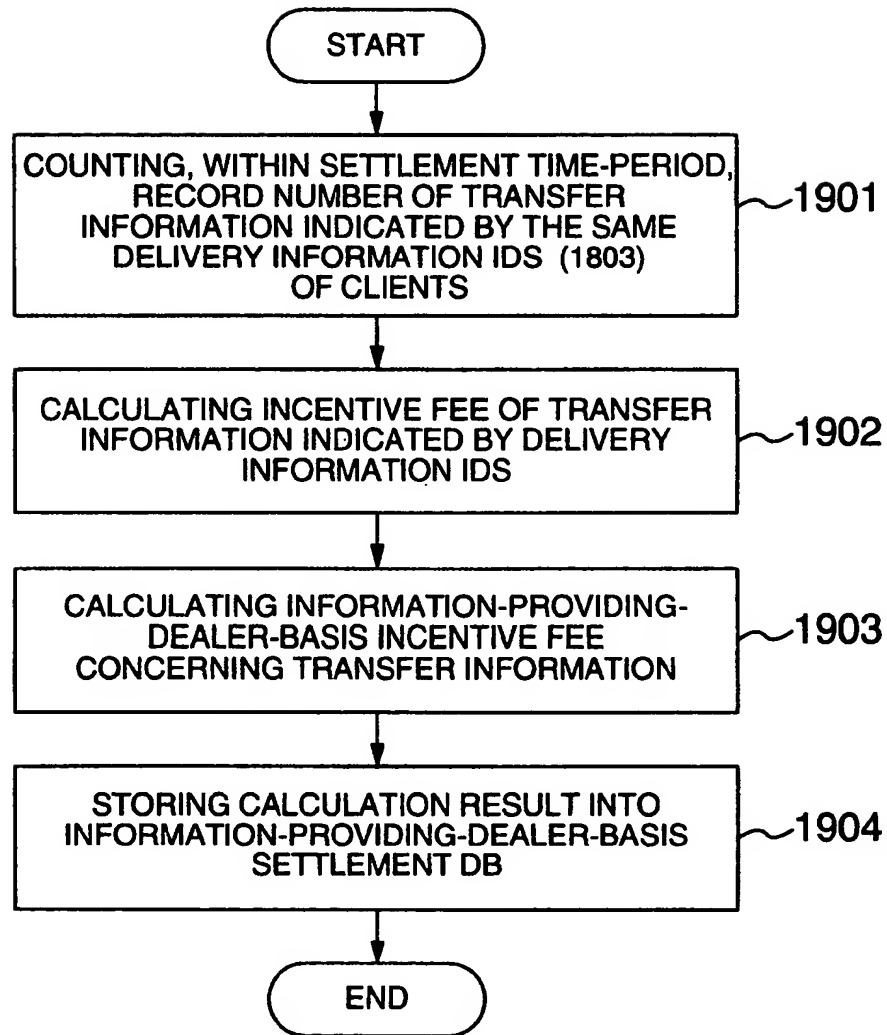 START
COUNTING, WITHIN SETTLEMENT TIME-PERIOD,
RECORD NUMBER OF TRANSFER
INFORMATION INDICATED BY THE SAME
DELIVERY INFORMATION IDS (1803)
OF CLIENTS
1901
CALCULATING INCENTIVE FEE OF TRANSFER
INFORMATION INDICATED BY DELIVERY
INFORMATION IDS
1902
CALCULATING INFORMATION-PROVIDING-
DEALER-BASIS INCENTIVE FEE
CONCERNING TRANSFER INFORMATION
1903
STORING CALCULATION RESULT INTO
INFORMATION-PROVIDING-DEALER-BASIS
SETTLEMENT DB
1904
END